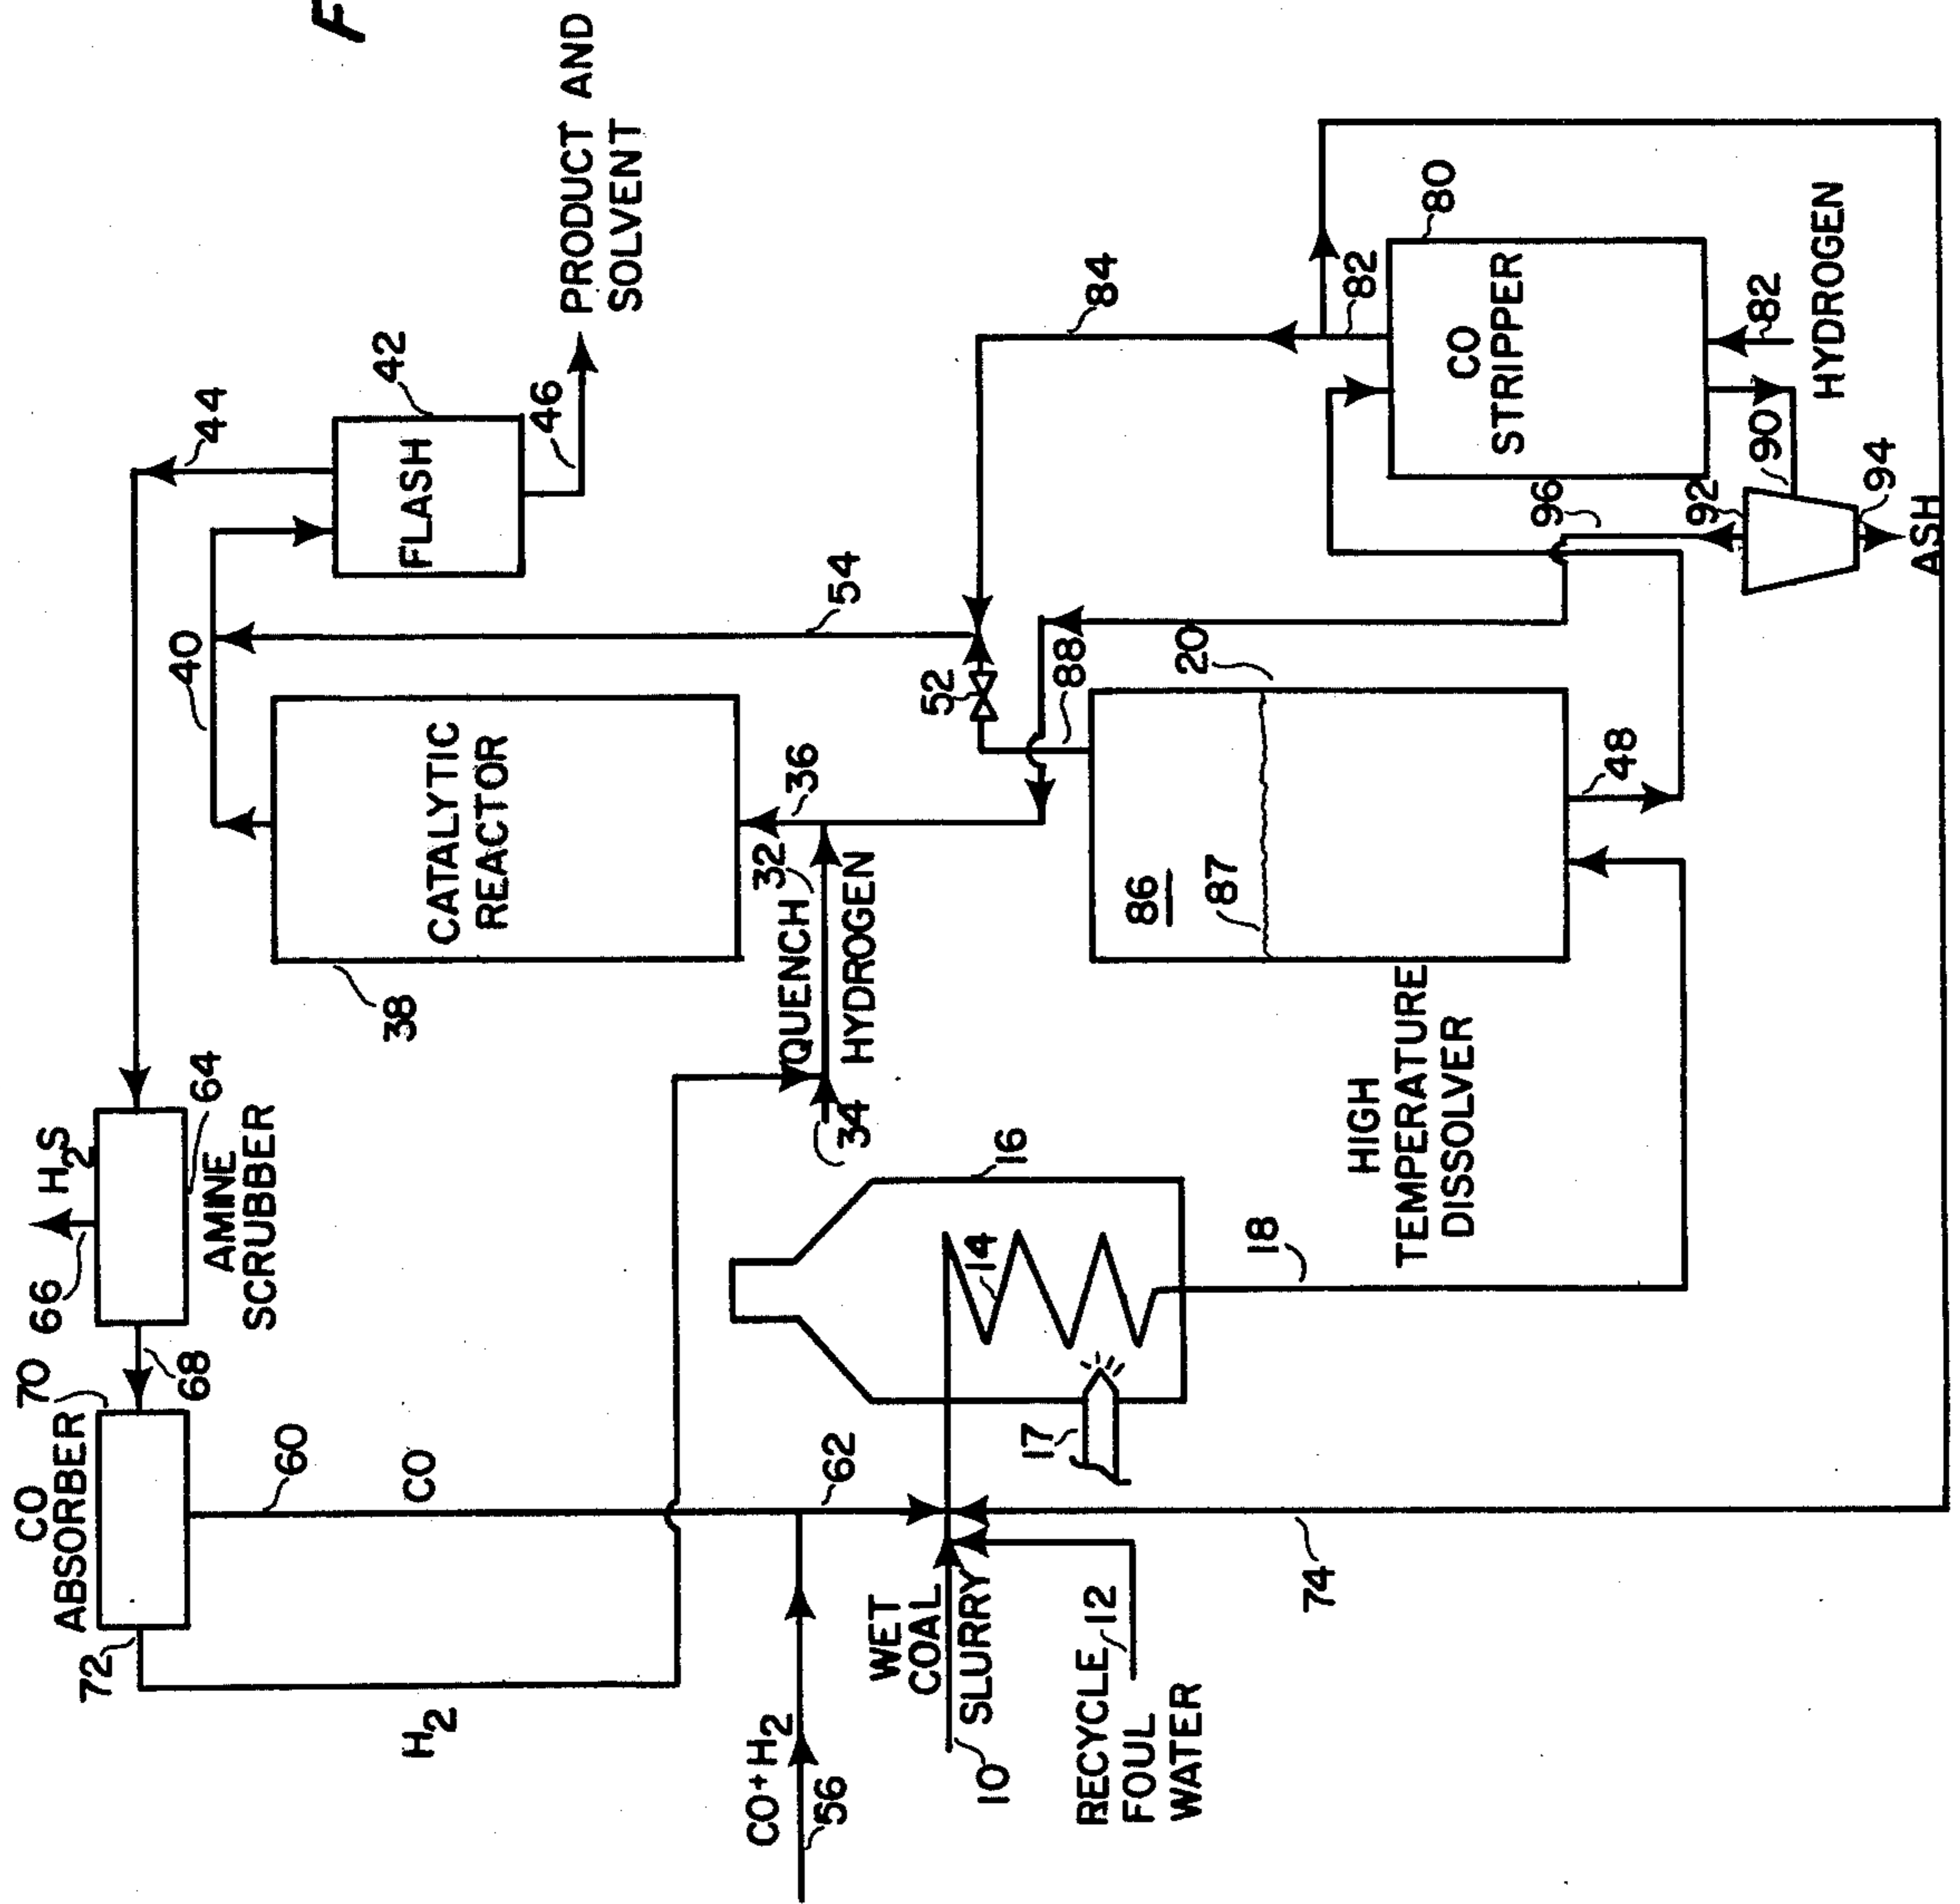 CO
ABSORBER
70
72
66
H2S
68
64
AMNE
SCRUBBER
44
40
60
CO
H2
38
CATALYTIC
REACTOR
FLASH
42
46
PRODUCT AND
SOLVENT
54
CO+H2
56
62
QUENCH
32
HYDROGEN
34
36
WET
COAL
SLURRY
10
14
16
17
52
88
84
RECYCLE
FOUL
WATER
12
18
74
86
87
20
HIGH
TEMPERATURE
DISSOLVER
48
82
80
CO
STRIPPER
96
92
90
82
HYDROGEN
94
ASH